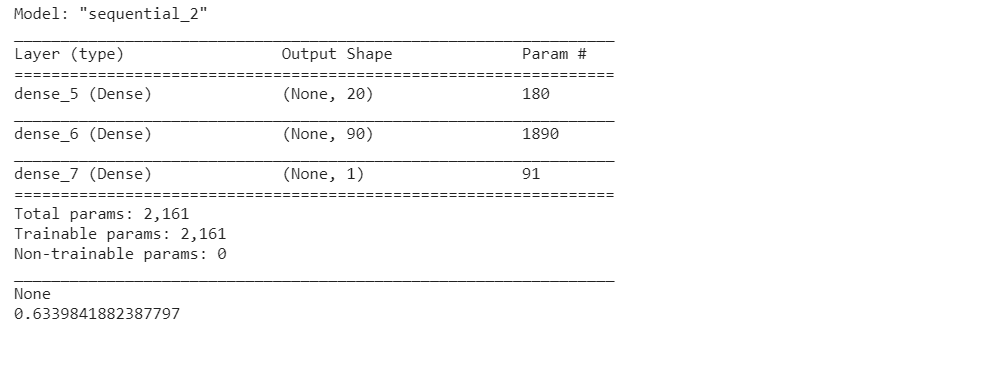 Model: "sequential_2"
Layer (type) Output Shape Param #
dense_5 (Dense) (None, 20) 180
dense_6 (Dense) (None, 90) 1890
dense_7 (Dense) (None, 1) 91
Total params: 2,161
Trainable params: 2,161
Non-trainable params: 0
None
0.6339841882387797